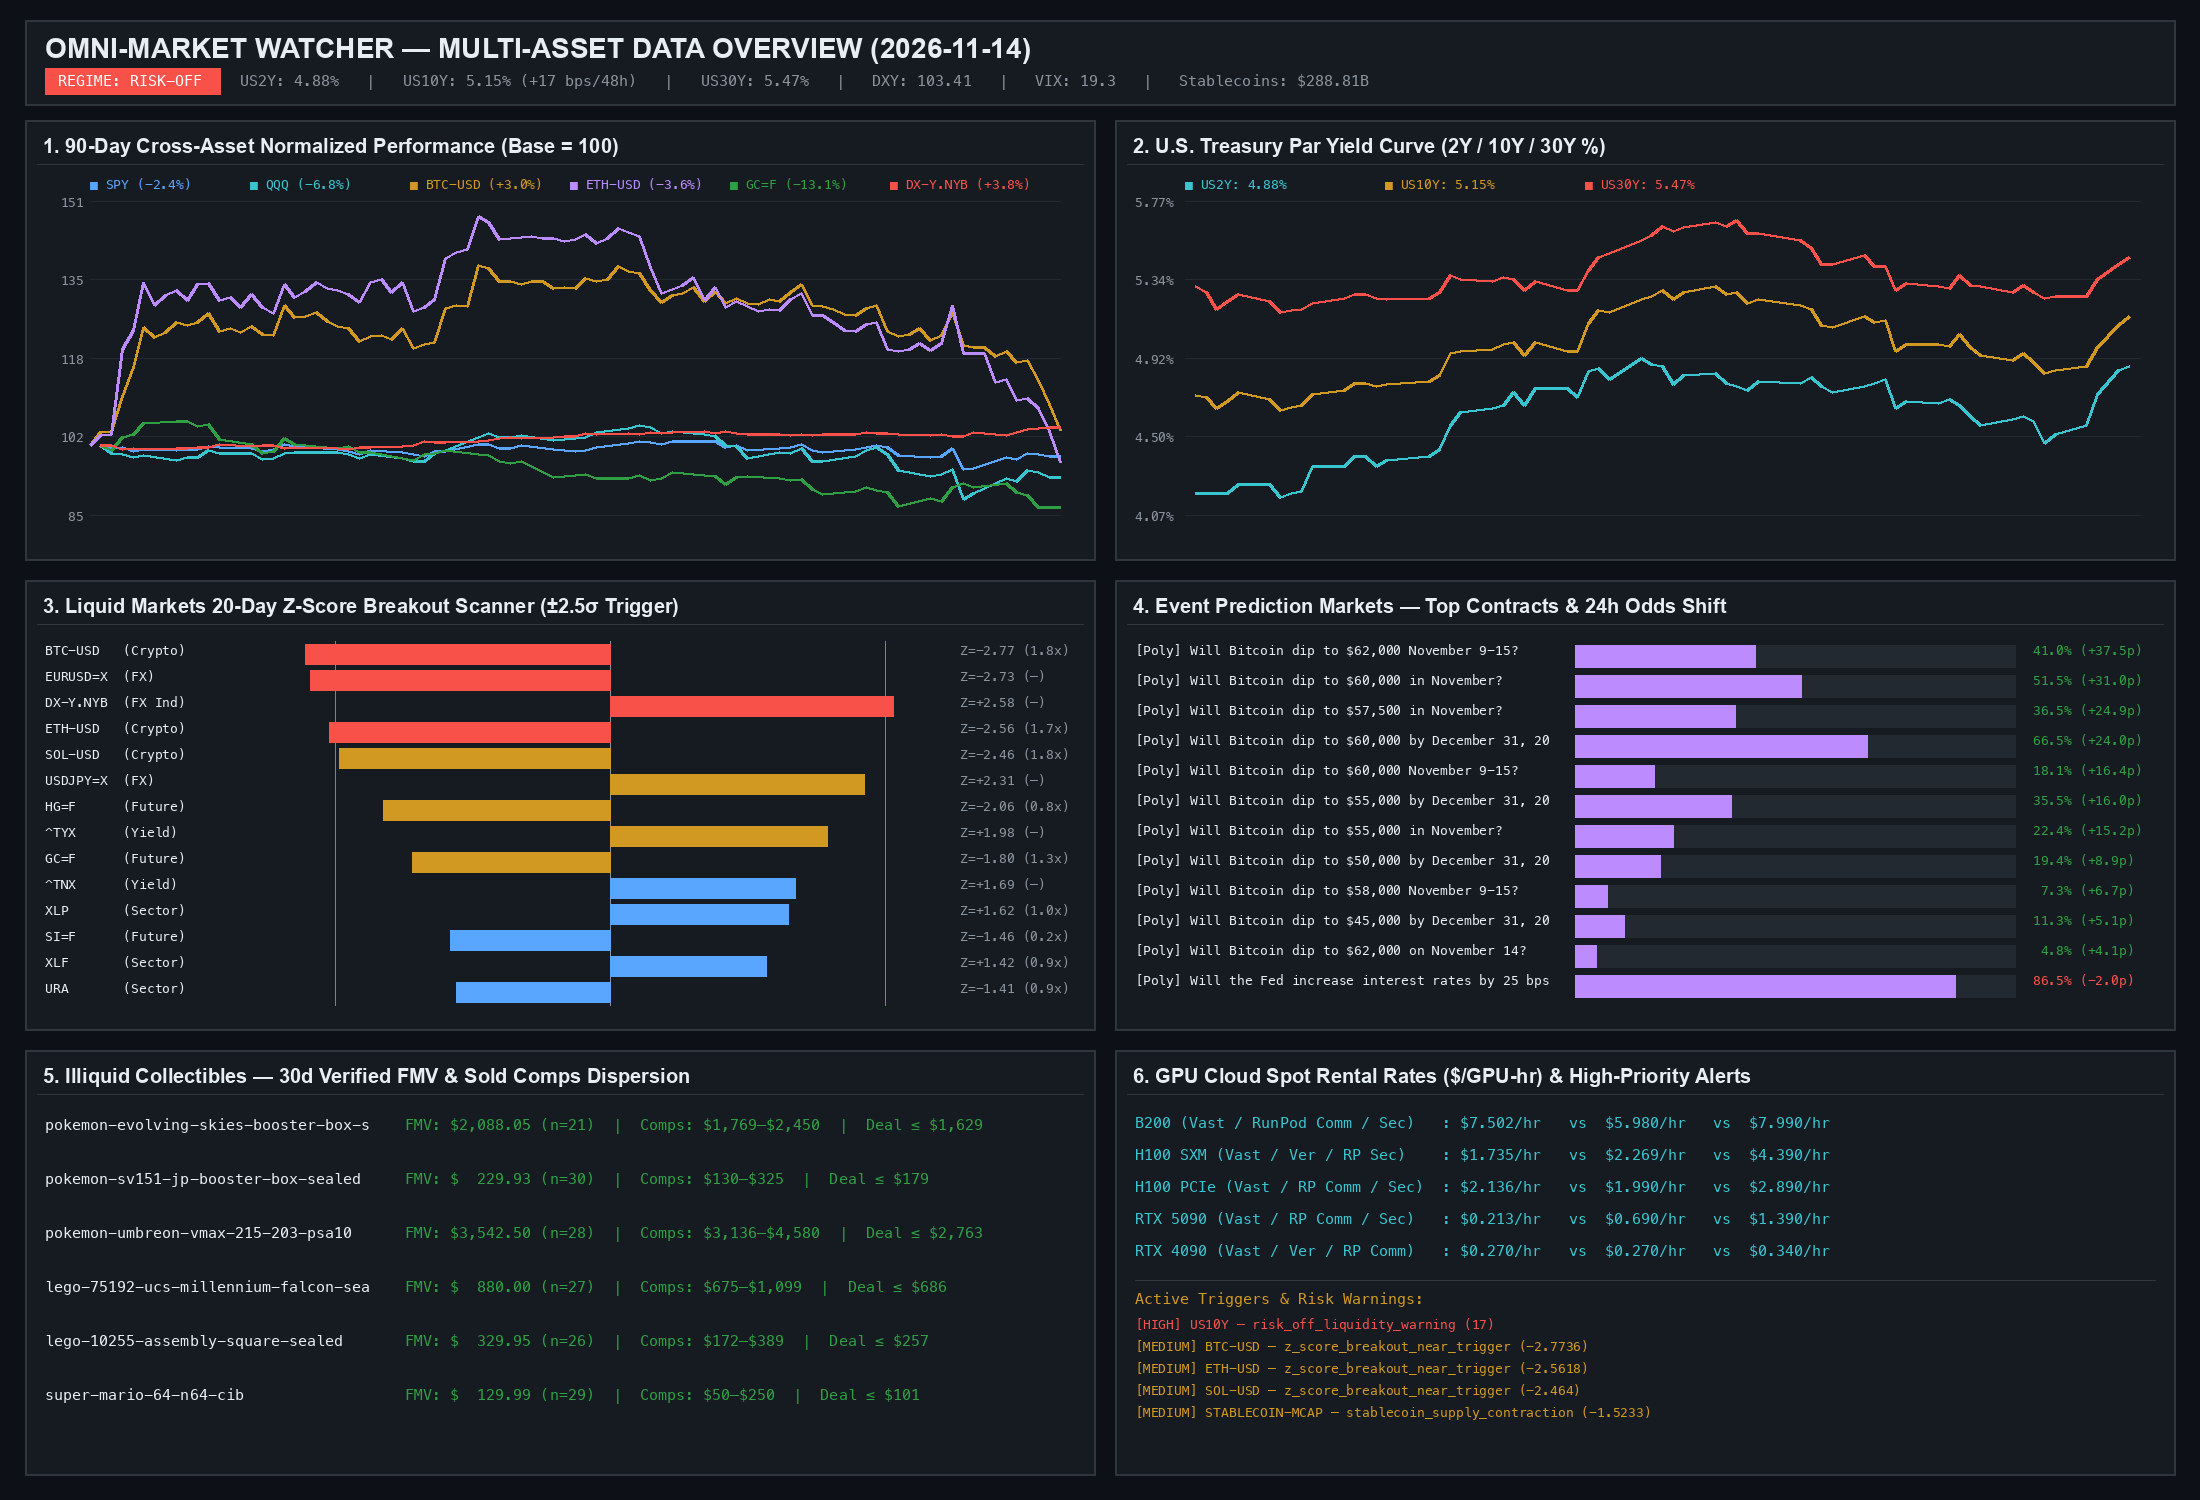 OMNI-MARKET WATCHER — MULTI-ASSET DATA OVERVIEW (2026-11-14)
REGIME: RISK-OFF US2Y: 4.88% | US10Y: 5.15% (+17 bps/48h) | US30Y: 5.47% | DXY: 103.41 | VIX: 19.3 | Stablecoins: $288.81B
1. 90-Day Cross-Asset Normalized Performance (Base = 100)
SPY (−2.4%) QQQ (−6.8%) BTC−USD (+3.0%) ETH−USD (−3.6%) GC=F (−13.1%) DX−Y.NYB (+3.8%)
151
135
118
102
85
2. U.S. Treasury Par Yield Curve (2Y / 10Y / 30Y %)
US2Y: 4.88% US10Y: 5.15% US30Y: 5.47%
5.77%
5.34%
4.92%
4.50%
4.07%
3. Liquid Markets 20-Day Z-Score Breakout Scanner (±2.5σ Trigger)
BTC−USD (Crypto) Z=−2.77 (1.8x)
EURUSD=X (FX) Z=−2.73 (—)
DX−Y.NYB (FX Ind) Z=+2.58 (—)
ETH−USD (Crypto) Z=−2.56 (1.7x)
SOL−USD (Crypto) Z=−2.46 (1.8x)
USDJPY=X (FX) Z=+2.31 (—)
HG=F (Future) Z=−2.06 (0.8x)
^TYX (Yield) Z=+1.98 (—)
GC=F (Future) Z=−1.80 (1.3x)
^TNX (Yield) Z=+1.69 (—)
XLP (Sector) Z=+1.62 (1.0x)
SI=F (Future) Z=−1.46 (0.2x)
XLF (Sector) Z=+1.42 (0.9x)
URA (Sector) Z=−1.41 (0.9x)
4. Event Prediction Markets — Top Contracts & 24h Odds Shift
[Poly] Will Bitcoin dip to $62,000 November 9−15? 41.0% (+37.5p)
[Poly] Will Bitcoin dip to $60,000 in November? 51.5% (+31.0p)
[Poly] Will Bitcoin dip to $57,500 in November? 36.5% (+24.9p)
[Poly] Will Bitcoin dip to $60,000 by December 31, 20 66.5% (+24.0p)
[Poly] Will Bitcoin dip to $60,000 November 9−15? 18.1% (+16.4p)
[Poly] Will Bitcoin dip to $55,000 by December 31, 20 35.5% (+16.0p)
[Poly] Will Bitcoin dip to $55,000 in November? 22.4% (+15.2p)
[Poly] Will Bitcoin dip to $50,000 by December 31, 20 19.4% (+8.9p)
[Poly] Will Bitcoin dip to $58,000 November 9−15? 7.3% (+6.7p)
[Poly] Will Bitcoin dip to $45,000 by December 31, 20 11.3% (+5.1p)
[Poly] Will Bitcoin dip to $62,000 on November 14? 4.8% (+4.1p)
[Poly] Will the Fed increase interest rates by 25 bps 86.5% (−2.0p)
5. Illiquid Collectibles — 30d Verified FMV & Sold Comps Dispersion
pokemon−evolving−skies−booster−box−s FMV: $2,088.05 (n=21) | Comps: $1,769—$2,450 | Deal ≤ $1,629
pokemon−sv151−jp−booster−box−sealed FMV: $ 229.93 (n=30) | Comps: $130—$325 | Deal ≤ $179
pokemon−umbreon−vmax−215−203−psa10 FMV: $3,542.50 (n=28) | Comps: $3,136—$4,580 | Deal ≤ $2,763
lego−75192−ucs−millennium−falcon−sea FMV: $ 880.00 (n=27) | Comps: $675—$1,099 | Deal ≤ $686
lego−10255−assembly−square−sealed FMV: $ 329.95 (n=26) | Comps: $172—$389 | Deal ≤ $257
super−mario−64−n64−cib FMV: $ 129.99 (n=29) | Comps: $50—$250 | Deal ≤ $101
6. GPU Cloud Spot Rental Rates ($/GPU-hr) & High-Priority Alerts
B200 (Vast / RunPod Comm / Sec) : $7.502/hr vs $5.980/hr vs $7.990/hr
H100 SXM (Vast / Ver / RP Sec) : $1.735/hr vs $2.269/hr vs $4.390/hr
H100 PCIe (Vast / RP Comm / Sec) : $2.136/hr vs $1.990/hr vs $2.890/hr
RTX 5090 (Vast / RP Comm / Sec) : $0.213/hr vs $0.690/hr vs $1.390/hr
RTX 4090 (Vast / Ver / RP Comm) : $0.270/hr vs $0.270/hr vs $0.340/hr
Active Triggers & Risk Warnings:
[HIGH] US10Y — risk_off_liquidity_warning (17)
[MEDIUM] BTC−USD — z_score_breakout_near_trigger (−2.7736)
[MEDIUM] ETH−USD — z_score_breakout_near_trigger (−2.5618)
[MEDIUM] SOL−USD — z_score_breakout_near_trigger (−2.464)
[MEDIUM] STABLECOIN−MCAP — stablecoin_supply_contraction (−1.5233)